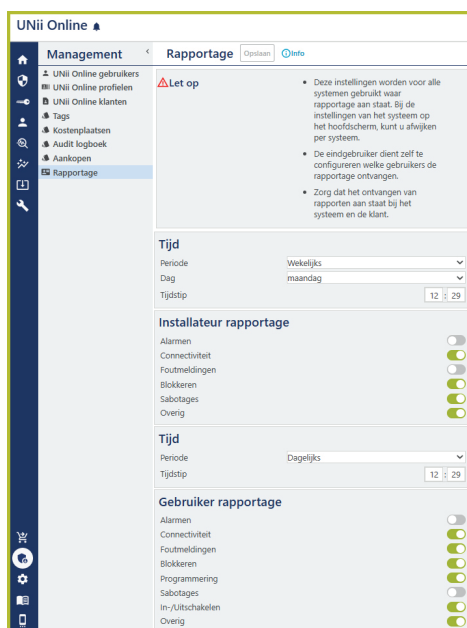 UNii Online
Management
UNii Online gebruikers
UNii Online profielen
UNii Online klanten
Tags
Kostenplaatsen
Audit logboek
Aankopen
Rapportage
Rapportage Opslaan Info
Let op
• Deze instellingen worden voor alle
systemen gebruikt waar
rapportage aan staat. Bij de
instellingen van het systeem op
het hoofdscherm, kunt u afwijken
per systeem.
• De eindgebruiker dient zelf te
configureren welke gebruikers de
rapportage ontvangen.
• Zorg dat het ontvangen van
rapporten aan staat bij het
systeem en de klant.
Tijd
Periode Wekelijks
Dag maandag
Tijdstip 12 : 29
Installateur rapportage
Alarmen
Connectiviteit
Foutmeldingen
Blokkeren
Sabotages
Overig
Tijd
Periode Dagelijks
Tijdstip 12 : 29
Gebruiker rapportage
Alarmen
Connectiviteit
Foutmeldingen
Blokkeren
Programmering
Sabotages
In-/Uitschakelen
Overig